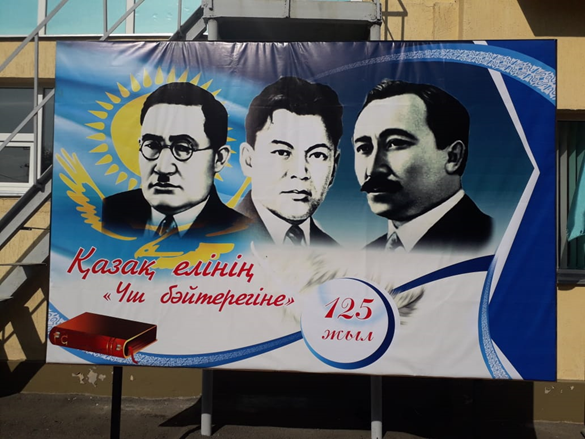 Қазақ елінің
«Үш бәйтерегіне»
125
жыл